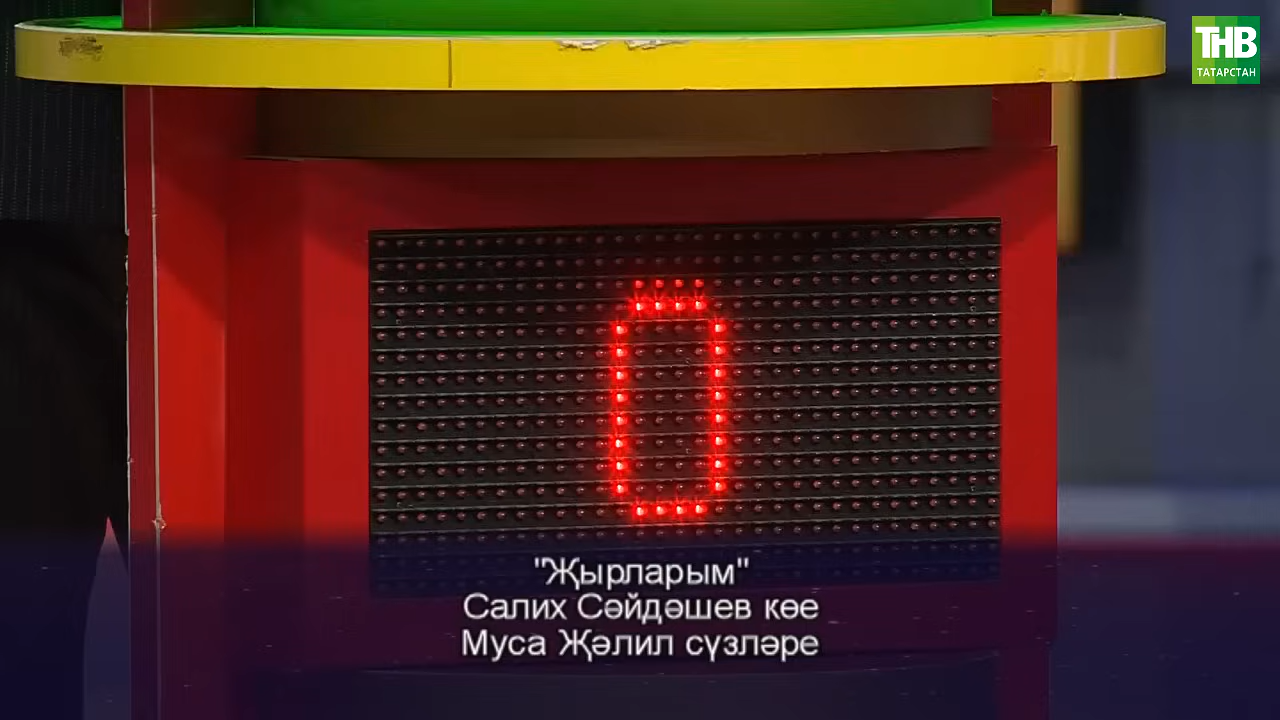 ТНВ
ТАТАРСТАН
0
"Җырларым"
Салих Сәйдәшев көе
Муса Җәлил сүзләре